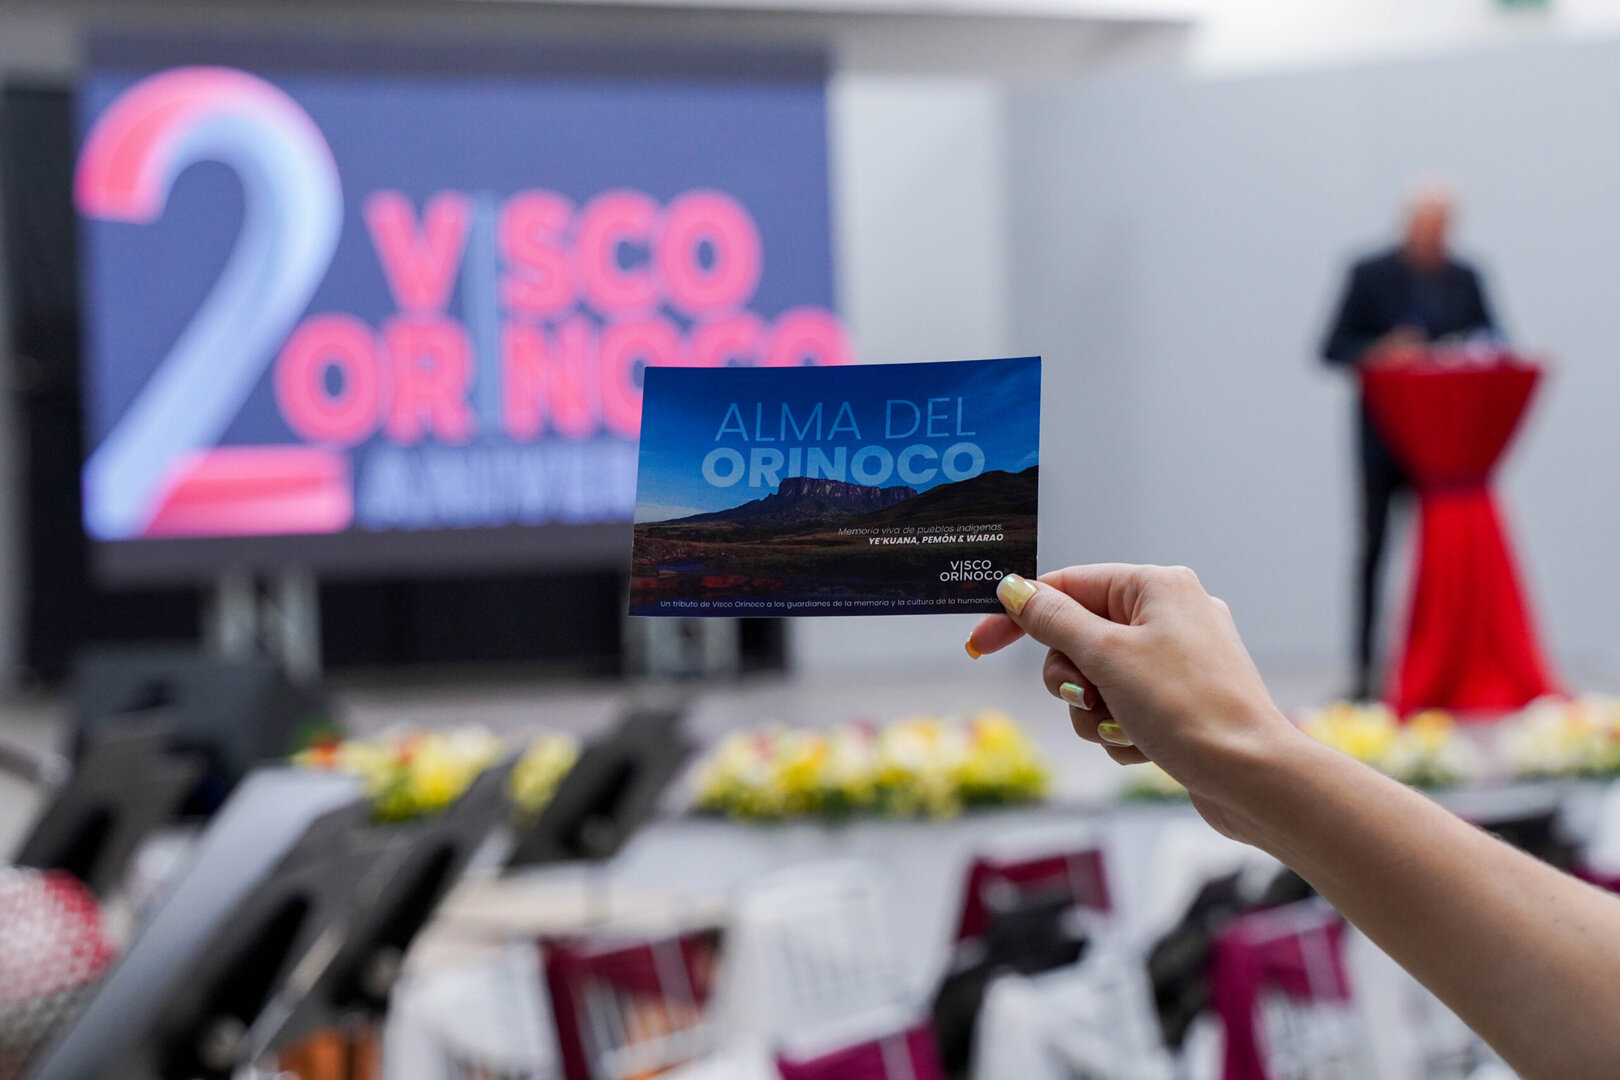 2
VISCO
ORINOCO
ALMA DEL
ORINOCO
Memoria viva de pueblos indígenas,
YE'KUANA, PEMÓN & WARAO
VISCO
ORINOCO
Un tributo de Visco Orinoco a los guardianes de la memoria y la cultura de la